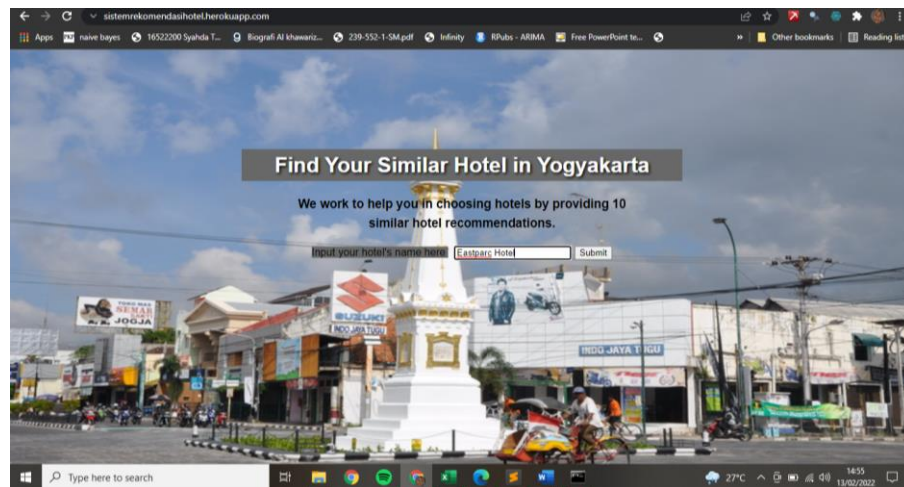 sistemrekomendasihotel.herokuapp.com
Apps naive bayes 16522200 Syahda T... Biografi Al khawariz... 239-552-1-SM.pdf Infinity RPubs - ARIMA Free PowerPoint te... » Other bookmarks Reading list
Find Your Similar Hotel in Yogyakarta
We work to help you in choosing hotels by providing 10
similar hotel recommendations.
Input your hotel's name here Eastparc Hotel Submit
TOKO MAS
SEMAR
JOGJA
SUZUKI
INDO JAYA TUGU
INDO JAYA TUGU
Type here to search
27°C
14:55
13/02/2022